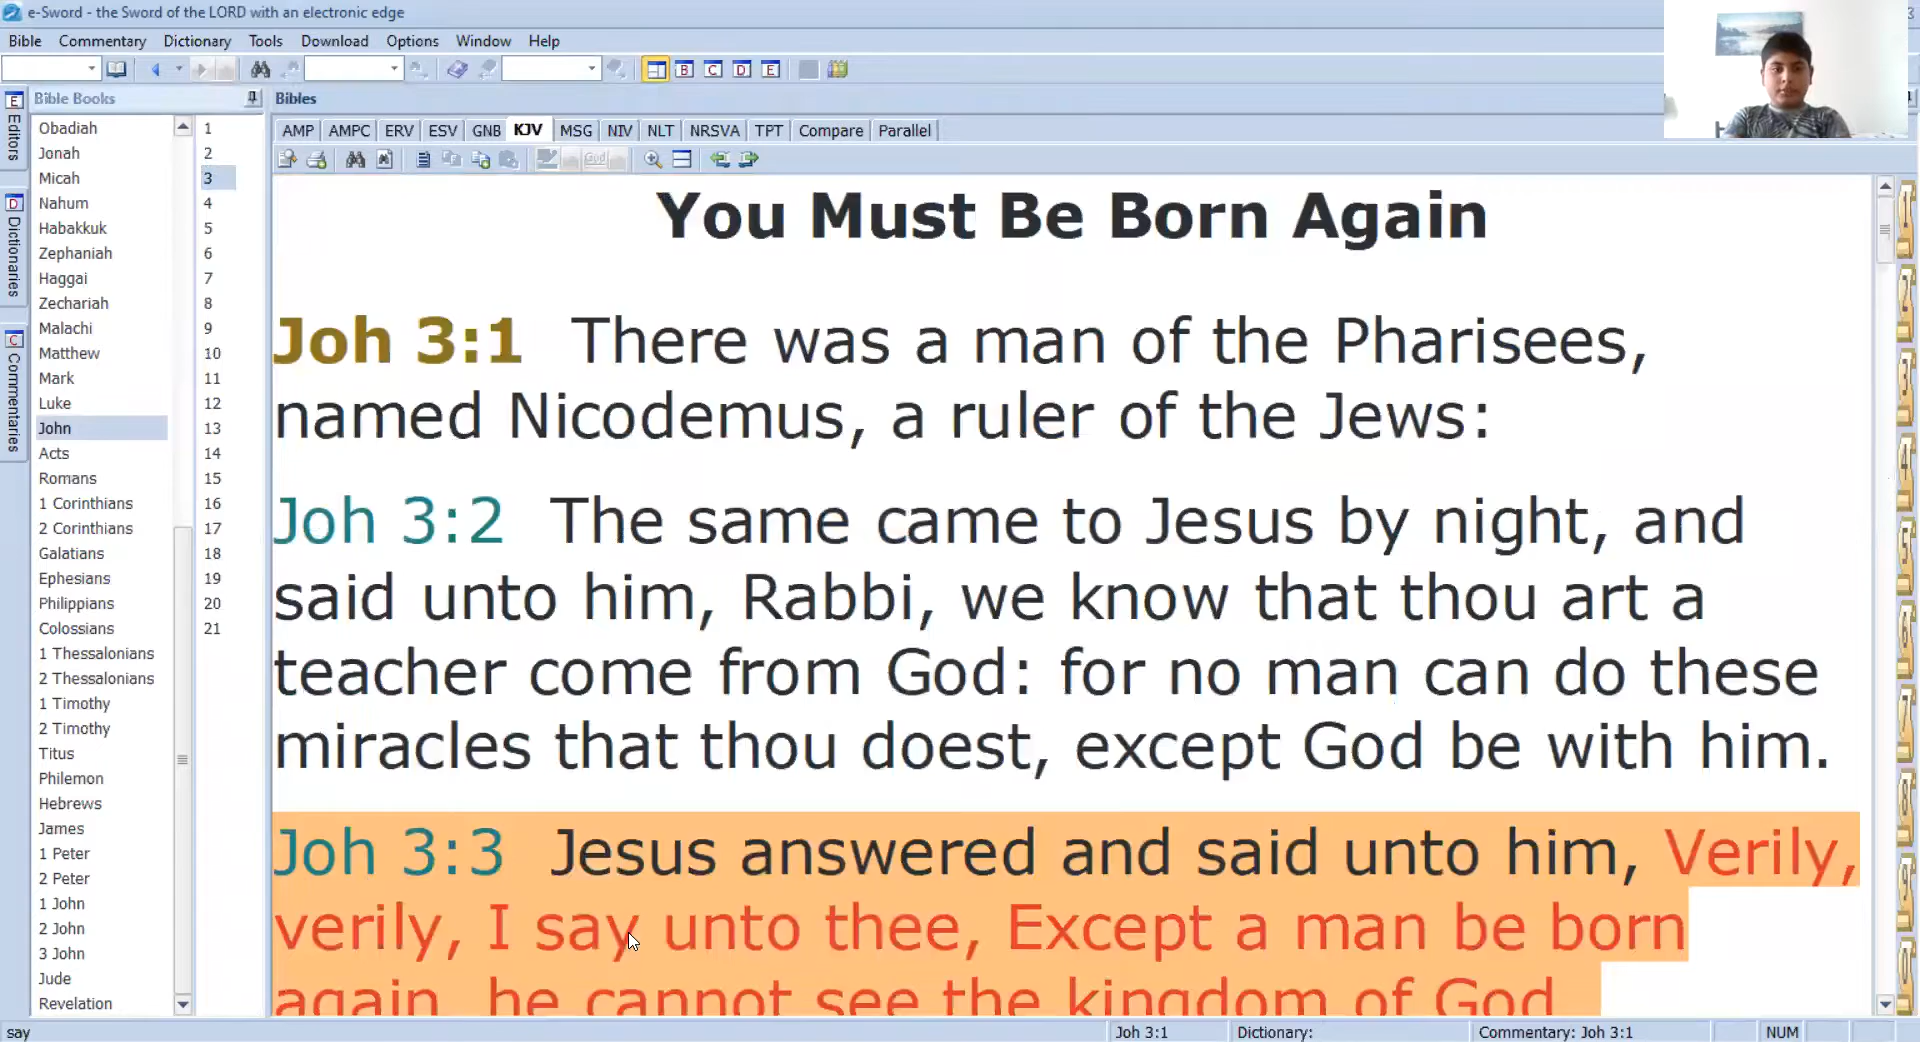 e-Sword - the Sword of the LORD with an electronic edge
Bible Commentary Dictionary Tools Download Options Window Help
B C D E
Bible Books
Bibles
E Editors
D Dictionaries
C Commentaries
Obadiah
Jonah
Micah
Nahum
Habakkuk
Zephaniah
Haggai
Zechariah
Malachi
Matthew
Mark
Luke
John
Acts
Romans
1 Corinthians
2 Corinthians
Galatians
Ephesians
Philippians
Colossians
1 Thessalonians
2 Thessalonians
1 Timothy
2 Timothy
Titus
Philemon
Hebrews
James
1 Peter
2 Peter
1 John
2 John
3 John
Jude
Revelation
1
2
3
4
5
6
7
8
9
10
11
12
13
14
15
16
17
18
19
20
21
AMP AMPC ERV ESV GNB KJV MSG NIV NLT NRSVA TPT Compare Parallel
God
You Must Be Born Again
Joh 3:1 There was a man of the Pharisees,
named Nicodemus, a ruler of the Jews:
Joh 3:2 The same came to Jesus by night, and
said unto him, Rabbi, we know that thou art a
teacher come from God: for no man can do these
miracles that thou doest, except God be with him.
Joh 3:3 Jesus answered and said unto him, Verily,
verily, I say unto thee, Except a man be born
again, he cannot see the kingdom of God
say
Joh 3:1
Dictionary:
Commentary: Joh 3:1
NUM